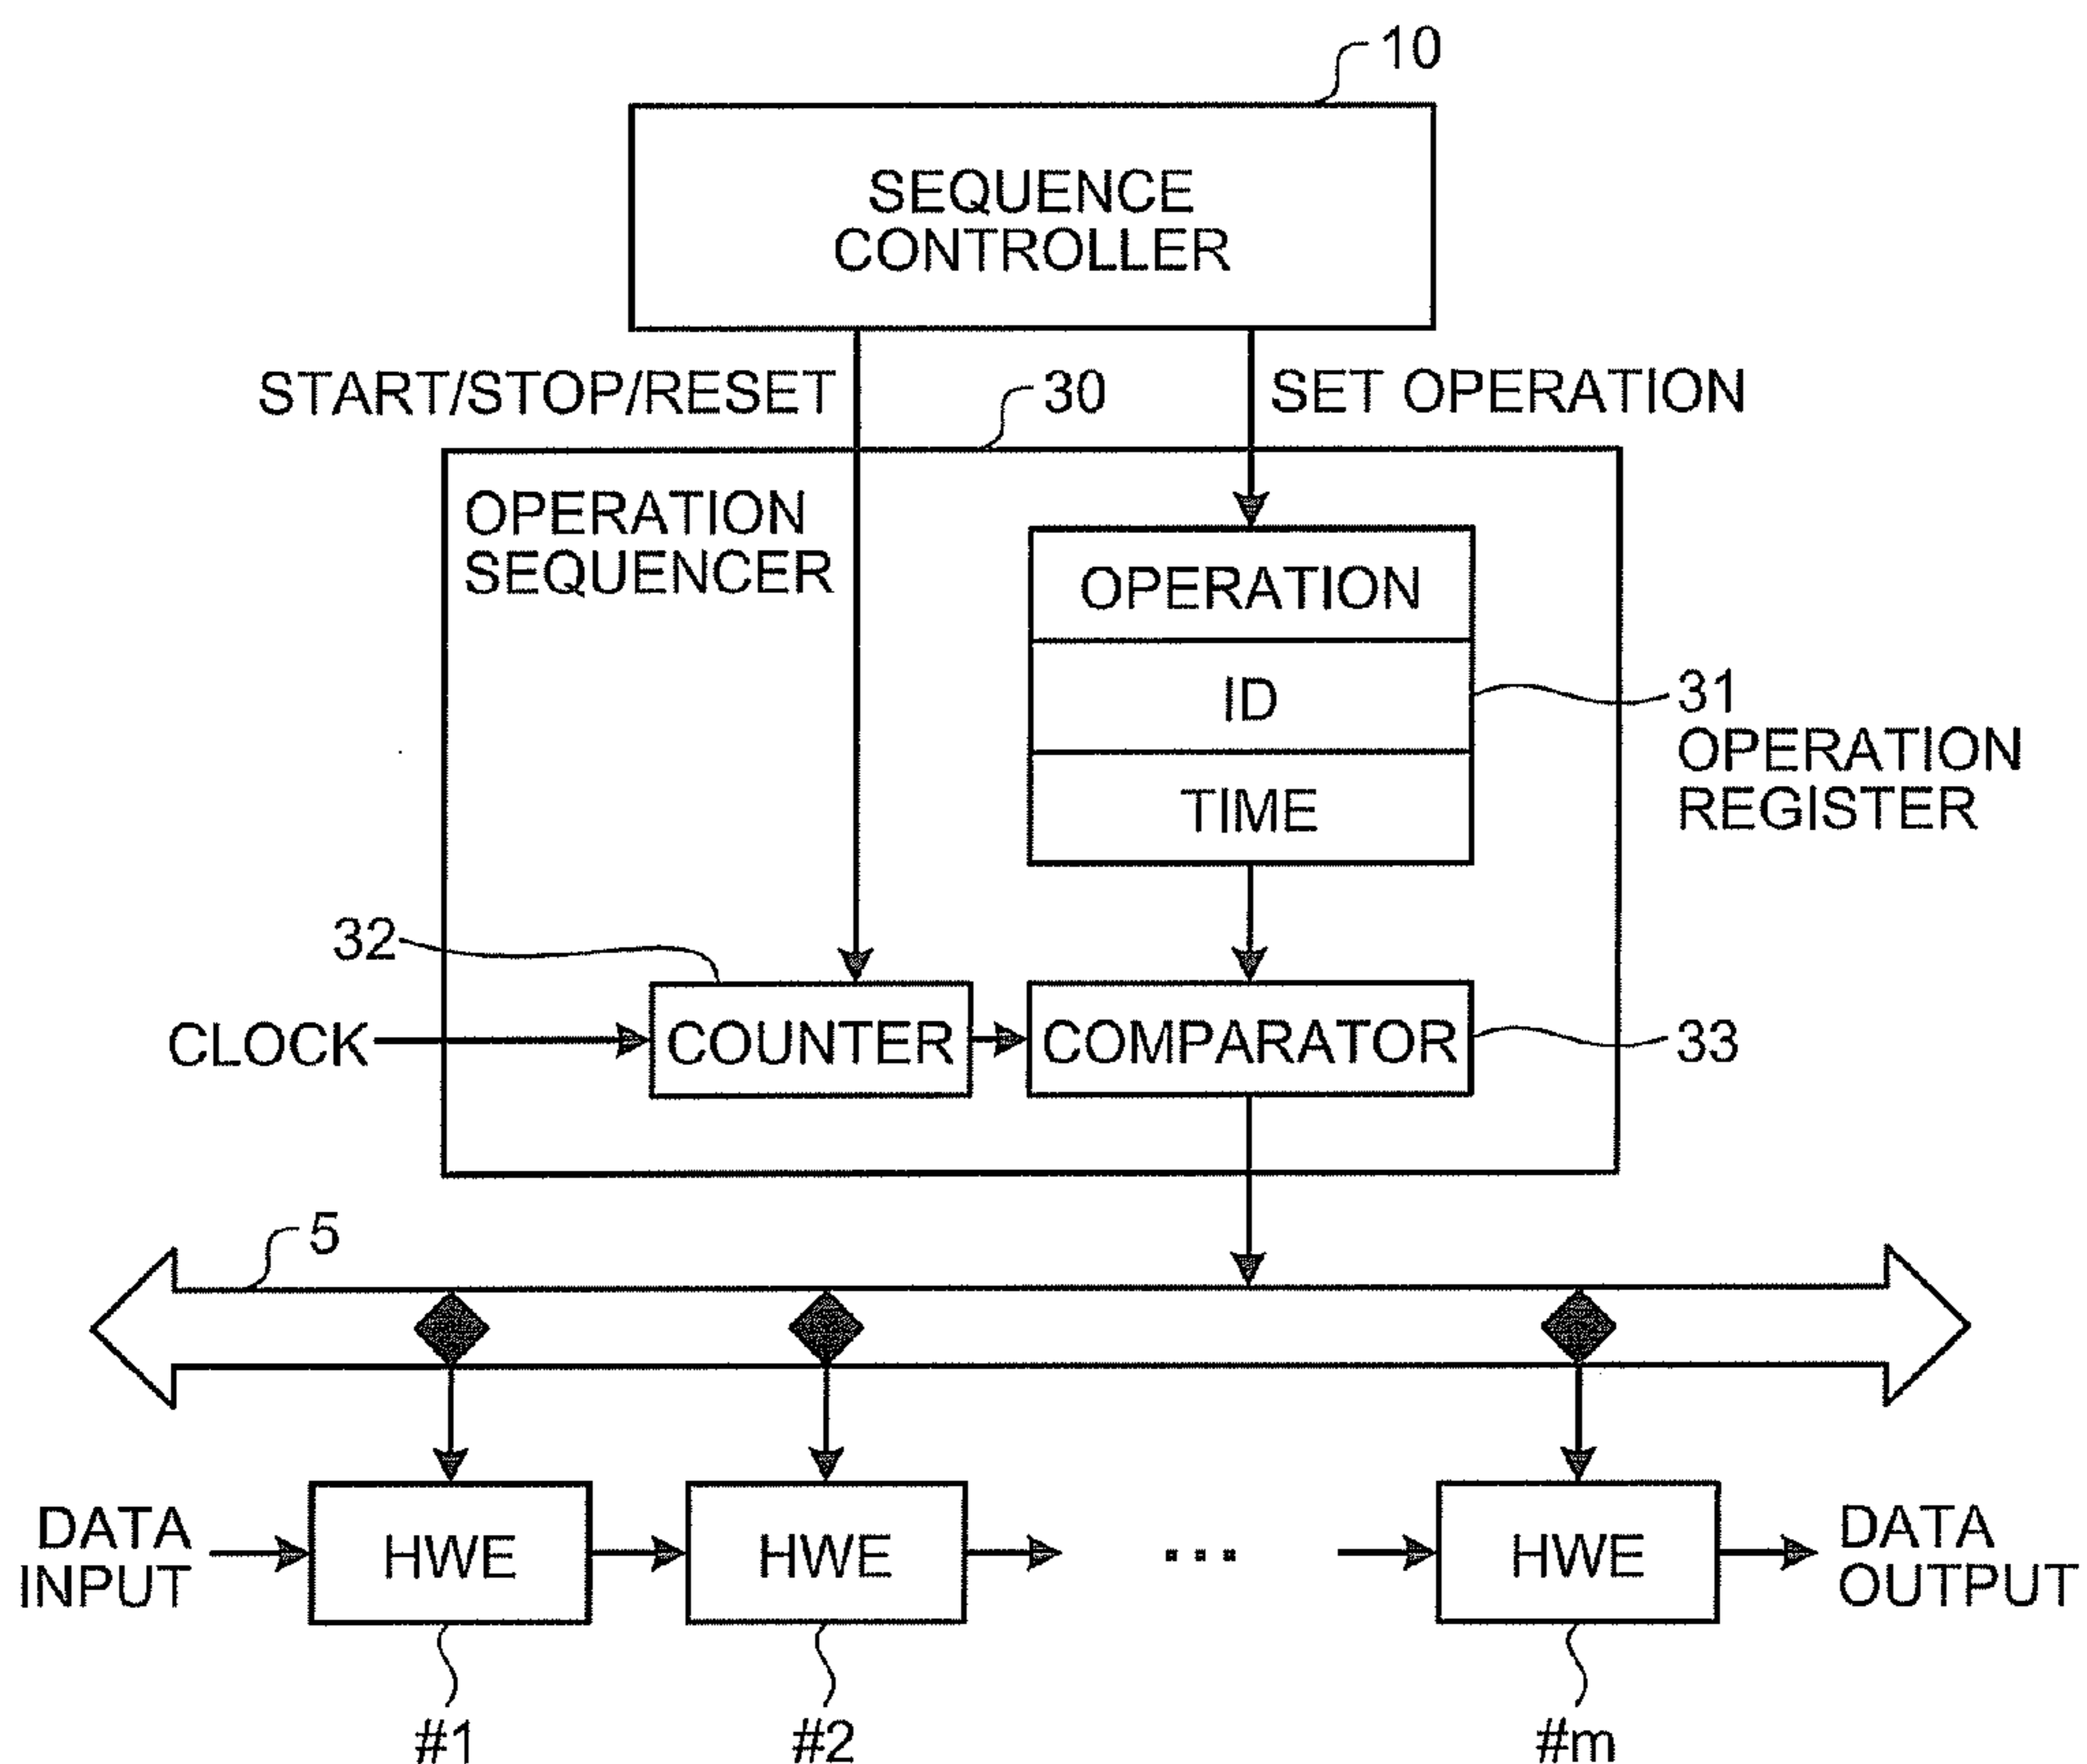 10
SEQUENCE
CONTROLLER
START/STOP/RESET
30
SET OPERATION
OPERATION
SEQUENCER
OPERATION
ID
TIME
31
OPERATION
REGISTER
32
CLOCK
COUNTER
COMPARATOR
33
5
DATA
INPUT
HWE
HWE
...
HWE
DATA
OUTPUT
#1
#2
#m